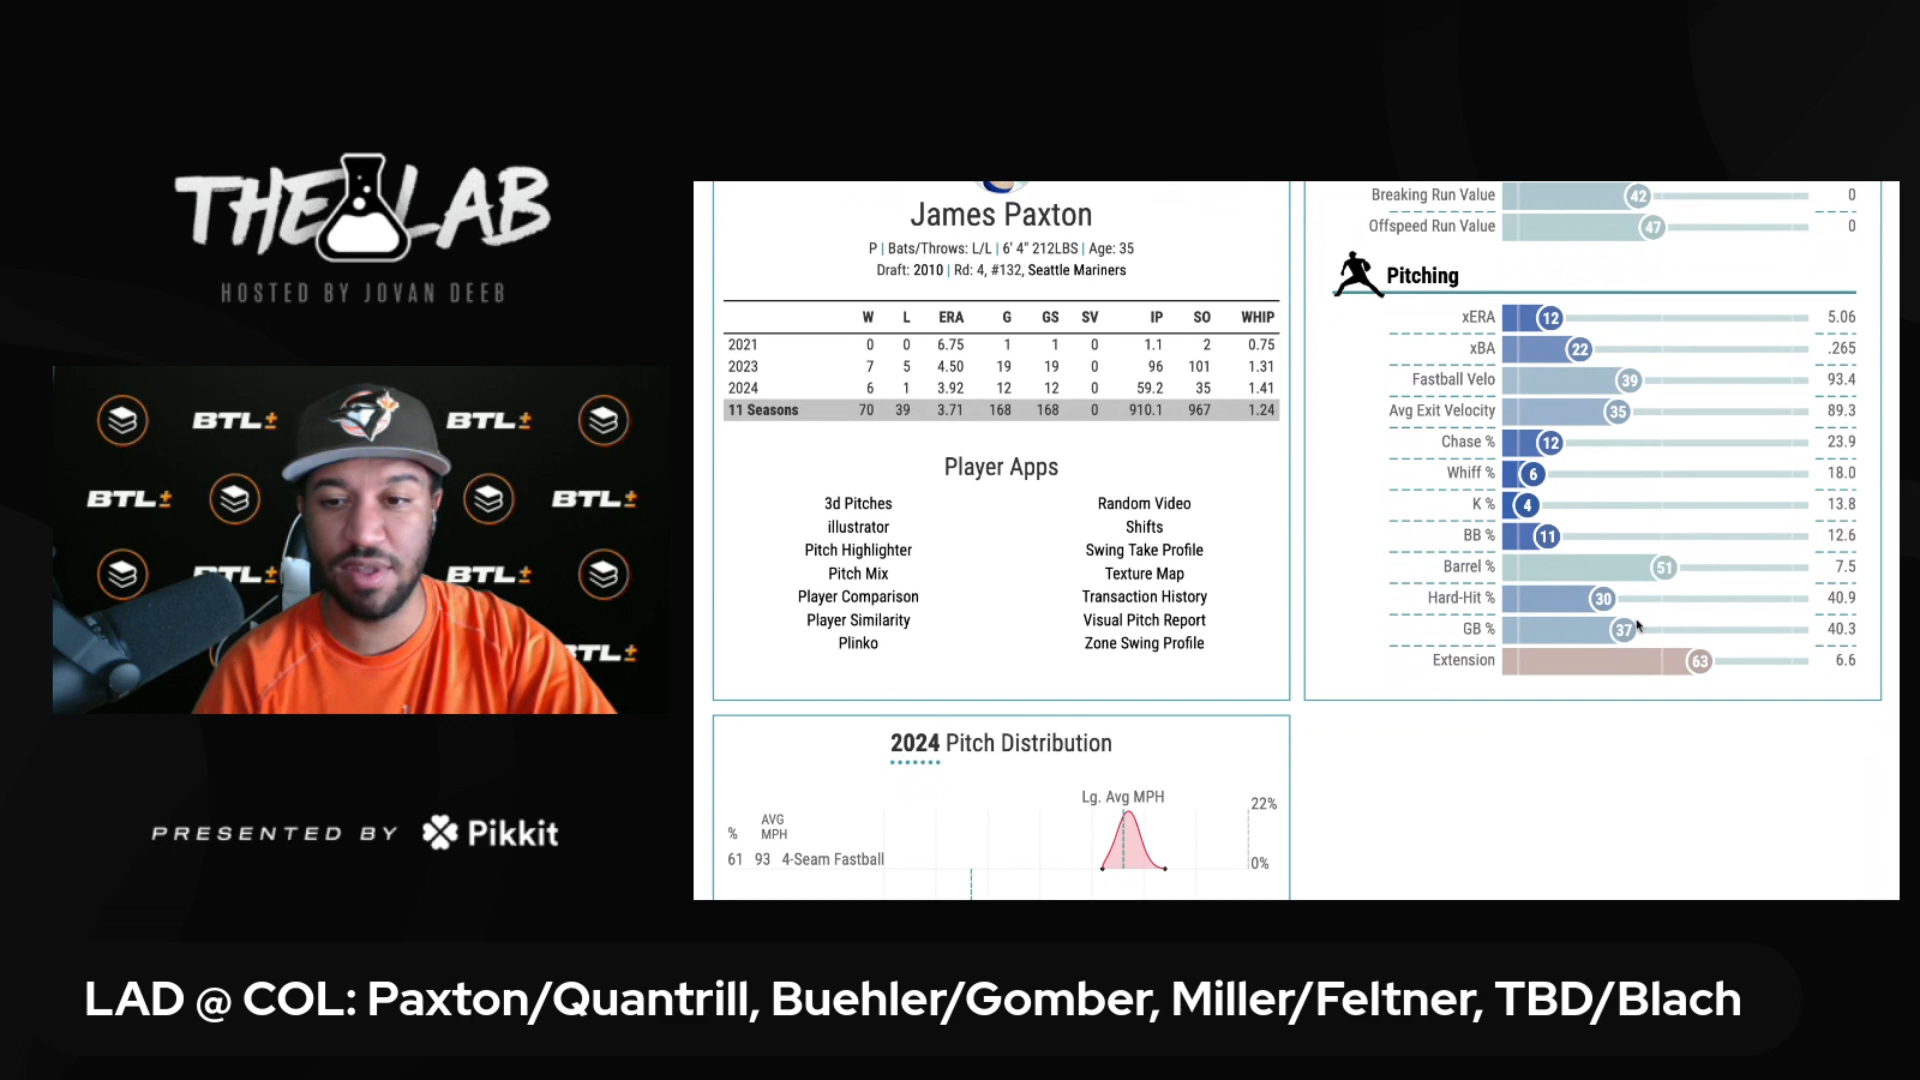 THE LAB
HOSTED BY JOVAN DEEB
BTL± BTL±
BTL± BTL±
BTL± BTL±
TL±
PRESENTED BY Pikkit
James Paxton
P | Bats/Throws: L/L | 6' 4" 212LBS | Age: 35
Draft: 2010 | Rd: 4, #132, Seattle Mariners
W L ERA G GS SV IP SO WHIP
2021 0 0 6.75 1 1 0 1.1 2 0.75
2023 7 5 4.50 19 19 0 96 101 1.31
2024 6 1 3.92 12 12 0 59.2 35 1.41
11 Seasons 70 39 3.71 168 168 0 910.1 967 1.24
Player Apps
3d Pitches Random Video
illustrator Shifts
Pitch Highlighter Swing Take Profile
Pitch Mix Texture Map
Player Comparison Transaction History
Player Similarity Visual Pitch Report
Plinko Zone Swing Profile
2024 Pitch Distribution
Lg. Avg MPH
22%
AVG
% MPH
61 93 4-Seam Fastball
0%
Breaking Run Value 42 0
Offspeed Run Value 47 0
Pitching
xERA 12 5.06
xBA 22 .265
Fastball Velo 39 93.4
Avg Exit Velocity 35 89.3
Chase % 12 23.9
Whiff % 6 18.0
K % 4 13.8
BB % 11 12.6
Barrel % 51 7.5
Hard-Hit % 30 40.9
GB % 37 40.3
Extension 63 6.6
LAD @ COL: Paxton/Quantrill, Buehler/Gomber, Miller/Feltner, TBD/Blach